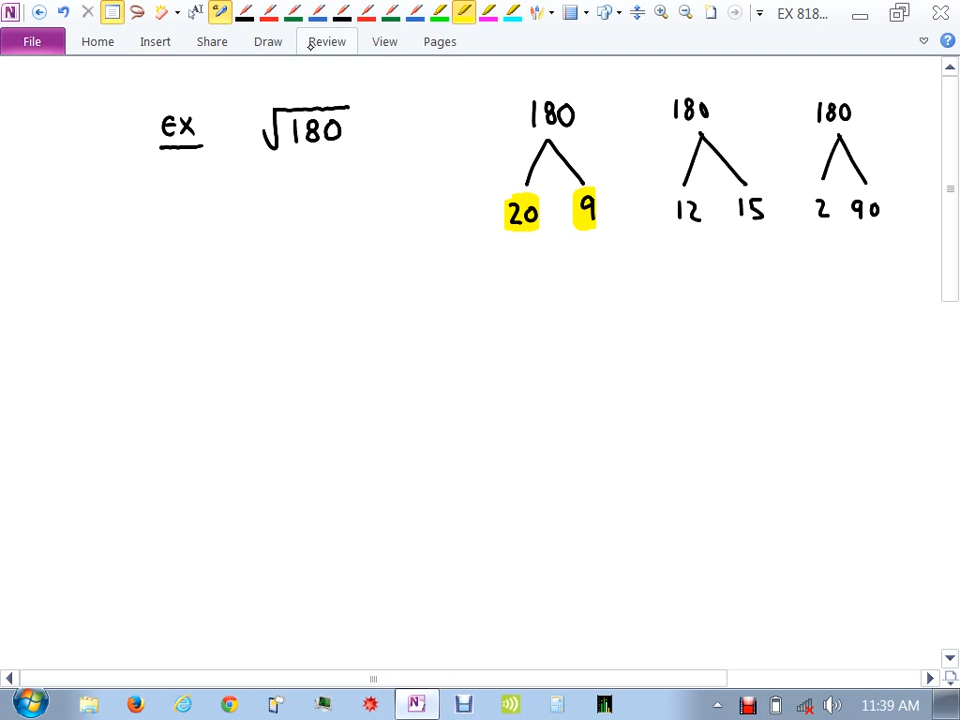 EX 818...
File Home Insert Share Draw Review View Pages
ex √180 180 180 180
20 9 12 15 2 90
11:39 AM